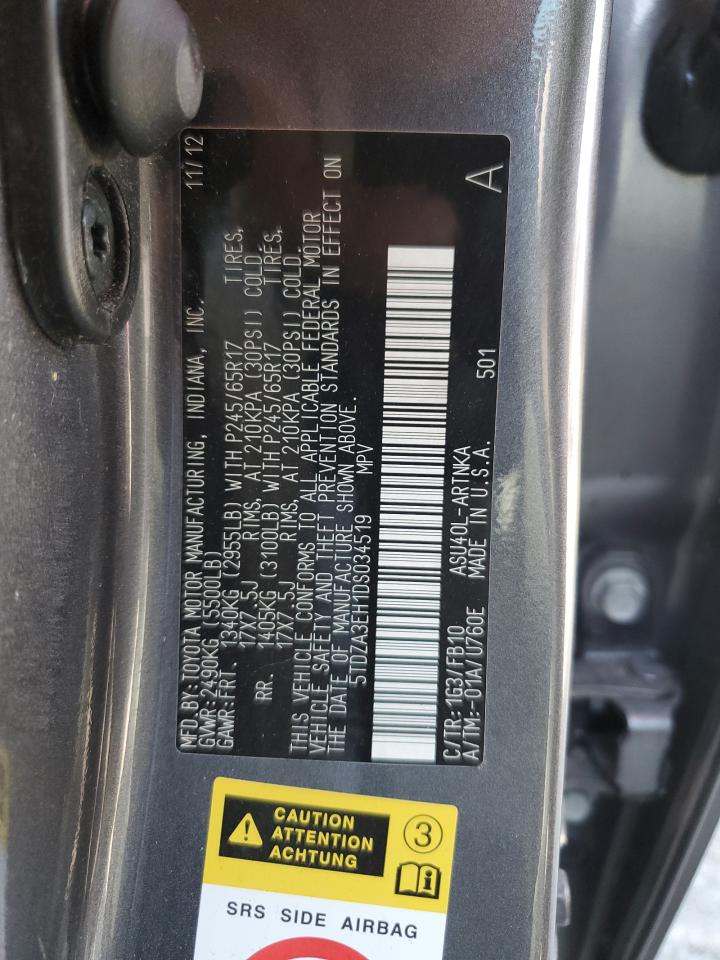 MFD. BY: TOYOTA MOTOR MANUFACTURING, INDIANA, INC. 11/12
GVWR: 2490KG (5500LB)
GAWR: FRT. 1340KG (2955LB) WITH P245/65R17 TIRES,
17X7.5J RIMS, AT 210KPA (30PSI) COLD
RR. 1405KG (3100LB) WITH P245/65R17 TIRES,
17X7.5J RIMS, AT 210KPA (30PSI) COLD.
THIS VEHICLE CONFORMS TO ALL APPLICABLE FEDERAL MOTOR
VEHICLE SAFETY AND THEFT PREVENTION STANDARDS IN EFFECT ON
THE DATE OF MANUFACTURE SHOWN ABOVE.
5TDZA3EH1DS034519 MPV
C/TR: 1G3/FB10 ASU40L-ARTNKA
A/TM: -01A/U760E MADE IN U.S.A. 501 A
CAUTION
ATTENTION
ACHTUNG
3
SRS SIDE AIRBAG